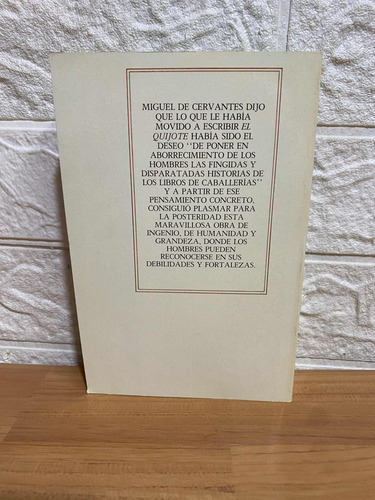 MIGUEL DE CERVANTES DIJO
QUE LO QUE LE HABÍA
MOVIDO A ESCRIBIR EL
QUIJOTE HABÍA SIDO EL
DESEO "DE PONER EN
ABORRECIMIENTO DE LOS
HOMBRES LAS FINGIDAS Y
DISPARATADAS HISTORIAS DE
LOS LIBROS DE CABALLERÍAS"
Y A PARTIR DE ESE
PENSAMIENTO CONCRETO,
CONSIGUIÓ PLASMAR PARA
LA POSTERIDAD ESTA
MARAVILLOSA OBRA DE
INGENIO, DE HUMANIDAD Y
GRANDEZA, DONDE LOS
HOMBRES PUEDEN
RECONOCERSE EN SUS
DEBILIDADES Y FORTALEZAS.